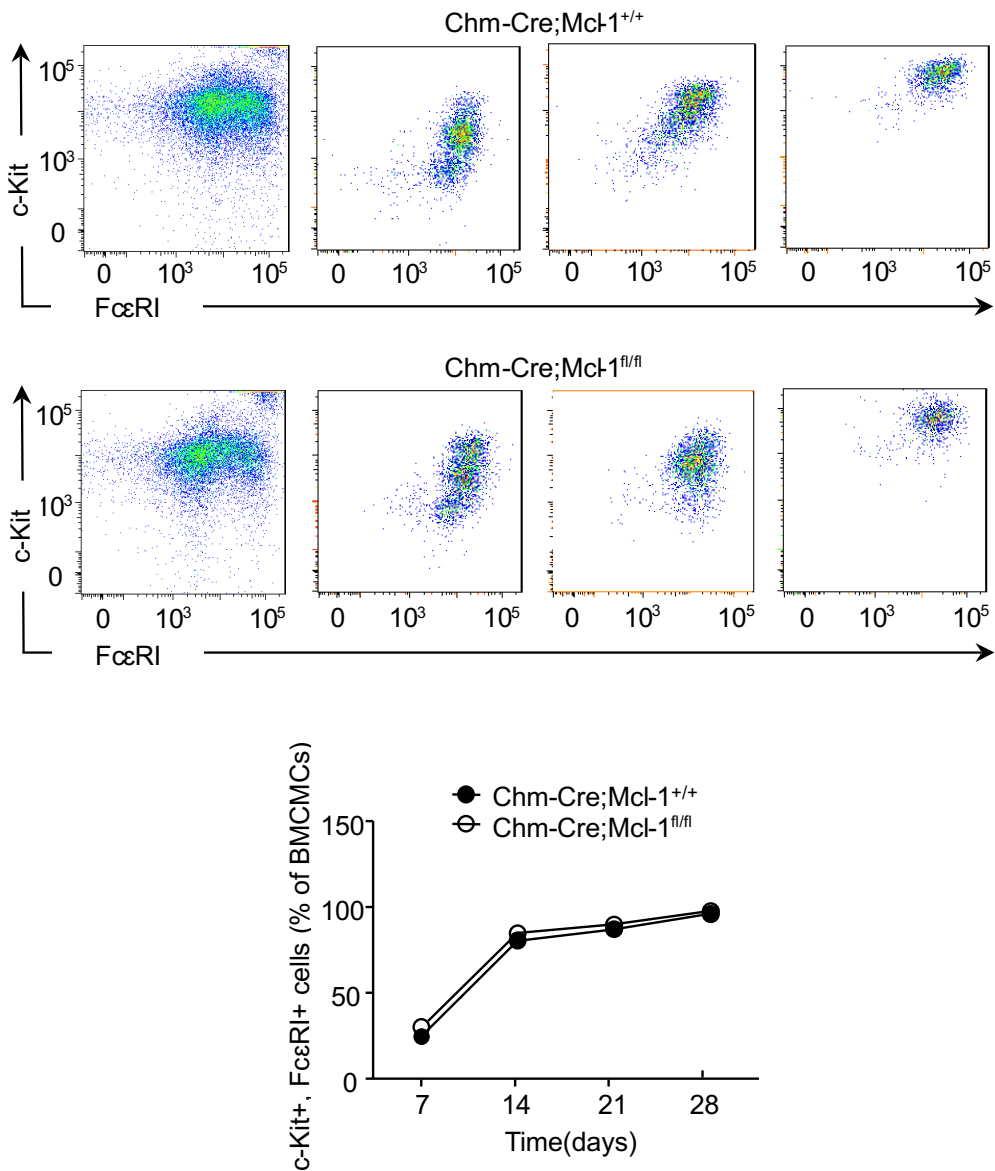 Chm-Cre;Mcl-1+/+
c-Kit
10⁵
10³
0
0 10³ 10⁵ 0 10³ 10⁵ 0 10³ 10⁵ 0 10³ 10⁵
FcεRI
Chm-Cre;Mcl-1fl/fl
c-Kit
10⁵
10³
0
0 10³ 10⁵ 0 10³ 10⁵ 0 10³ 10⁵ 0 10³ 10⁵
FcεRI
c-Kit+, FcεRI+ cells (% of BMCMCs)
Chm-Cre;Mcl-1+/+
Chm-Cre;Mcl-1fl/fl
150
100
50
0
7 14 21 28
Time(days)